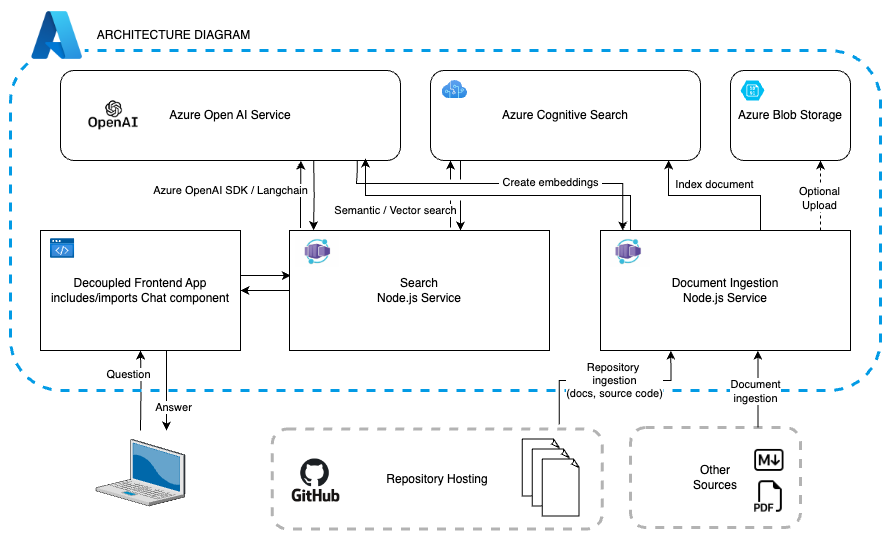 ARCHITECTURE DIAGRAM
OpenAI
Azure Open AI Service
Azure Cognitive Search
Azure Blob Storage
Azure OpenAI SDK / Langchain
Create embeddings
Index document
Optional
Upload
Semantic / Vector search
Decoupled Frontend App
includes/imports Chat component
Search
Node.js Service
Document Ingestion
Node.js Service
Question
Answer
Repository
ingestion
'(docs, source code)'
Document
ingestion
GitHub
Repository Hosting
Other
Sources
M
PDF